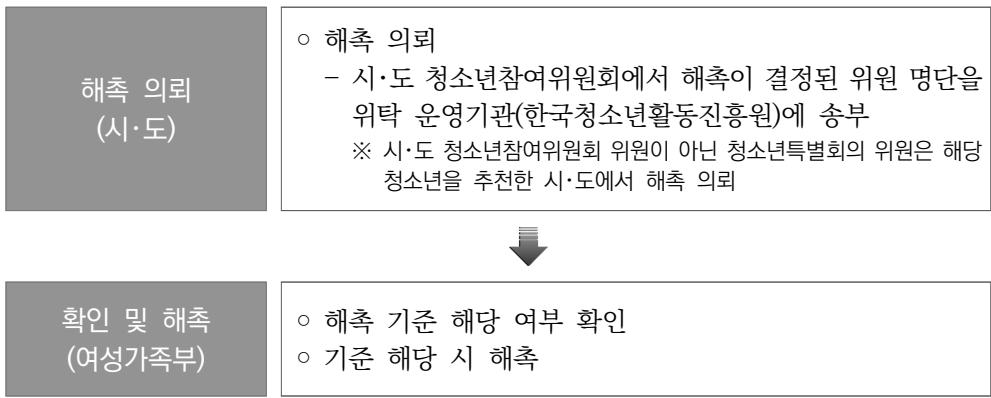 해촉 의뢰
(시·도)
○ 해촉 의뢰
- 시·도 청소년참여위원회에서 해촉이 결정된 위원 명단을
위탁 운영기관(한국청소년활동진흥원)에 송부
※ 시·도 청소년참여위원회 위원이 아닌 청소년특별회의 위원은 해당
청소년을 추천한 시·도에서 해촉 의뢰
확인 및 해촉
(여성가족부)
○ 해촉 기준 해당 여부 확인
○ 기준 해당 시 해촉